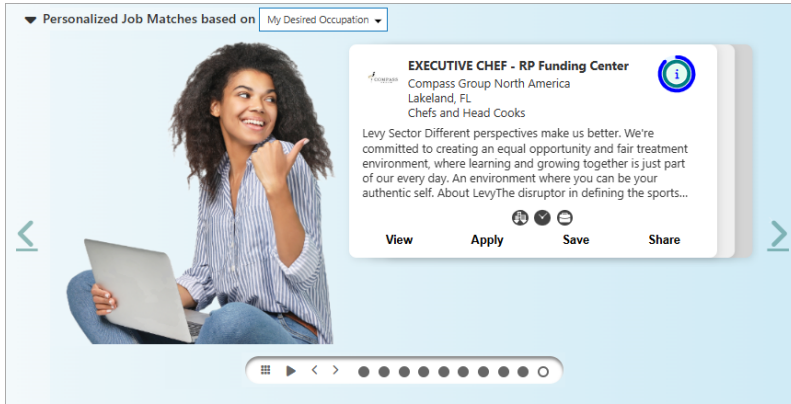 Personalized Job Matches based on My Desired Occupation
EXECUTIVE CHEF - RP Funding Center
COMPASS
Compass Group North America
Lakeland, FL
Chefs and Head Cooks
Levy Sector Different perspectives make us better. We're
committed to creating an equal opportunity and fair treatment
environment, where learning and growing together is just part
of our every day. An environment where you can be your
authentic self. About LevyThe disruptor in defining the sports...
View Apply Save Share